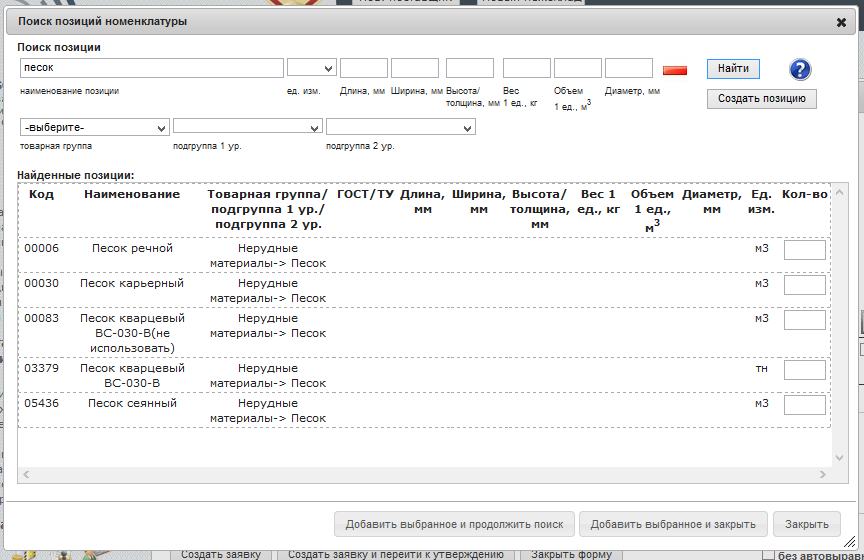 Поиск позиций номенклатуры
Поиск позиции
песок
Найти
наименование позиции ед. изм. Длина, мм Ширина, мм Высота/ толщина, мм Вес 1 ед., кг Объем 1 ед., м3 Диаметр, мм
Создать позицию
-выберите-
товарная группа подгруппа 1 ур. подгруппа 2 ур.
Найденные позиции:
Код Наименование Товарная группа/ подгруппа 1 ур./ подгруппа 2 ур. ГОСТ/ТУ Длина, мм Ширина, мм Высота/ толщина, мм Вес 1 ед., кг Объем 1 ед., м3 Диаметр, мм Ед. изм. Кол-во
00006 Песок речной Нерудные м3
материалы-> Песок
00030 Песок карьерный Нерудные м3
материалы-> Песок
00083 Песок кварцевый Нерудные м3
ВС-030-В(не материалы-> Песок
использовать)
03379 Песок кварцевый Нерудные тн
ВС-030-В материалы-> Песок
05436 Песок сеянный Нерудные м3
материалы-> Песок
Добавить выбранное и продолжить поиск Добавить выбранное и закрыть Закрыть
Создать заявку Создать заявку и перейти к утверждению Закрыть форму без автовыравн